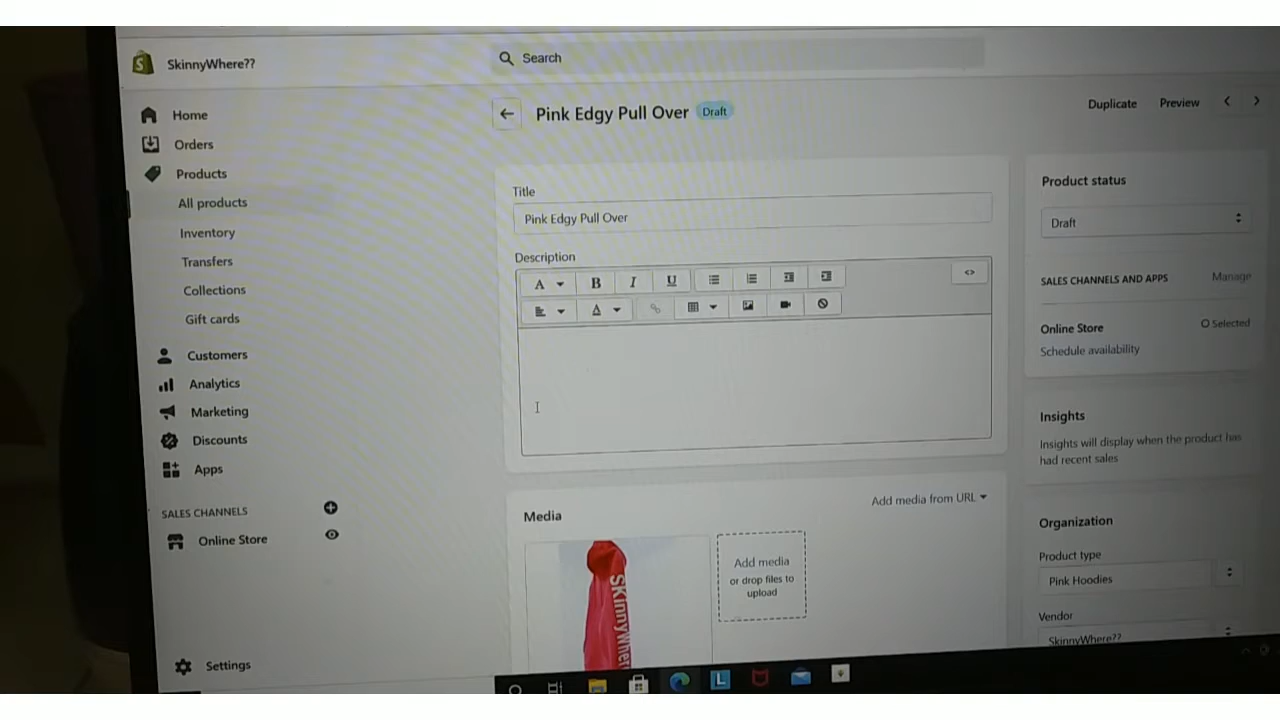 SkinnyWhere??
Search
Home
Orders
Products
All products
Inventory
Transfers
Collections
Gift cards
Customers
Analytics
Marketing
Discounts
Apps
SALES CHANNELS
Online Store
Settings
Pink Edgy Pull Over Draft
Duplicate Preview
Title
Pink Edgy Pull Over
Description
A B I U
A
Media
Add media from URL
SkinnyWher
Add media
or drop files to
upload
Product status
Draft
SALES CHANNELS AND APPS Manage
Online Store
Selected
Schedule availability
Insights
Insights will display when the product has
had recent sales
Organization
Product type
Pink Hoodies
Vendor
SkinnyWhere??